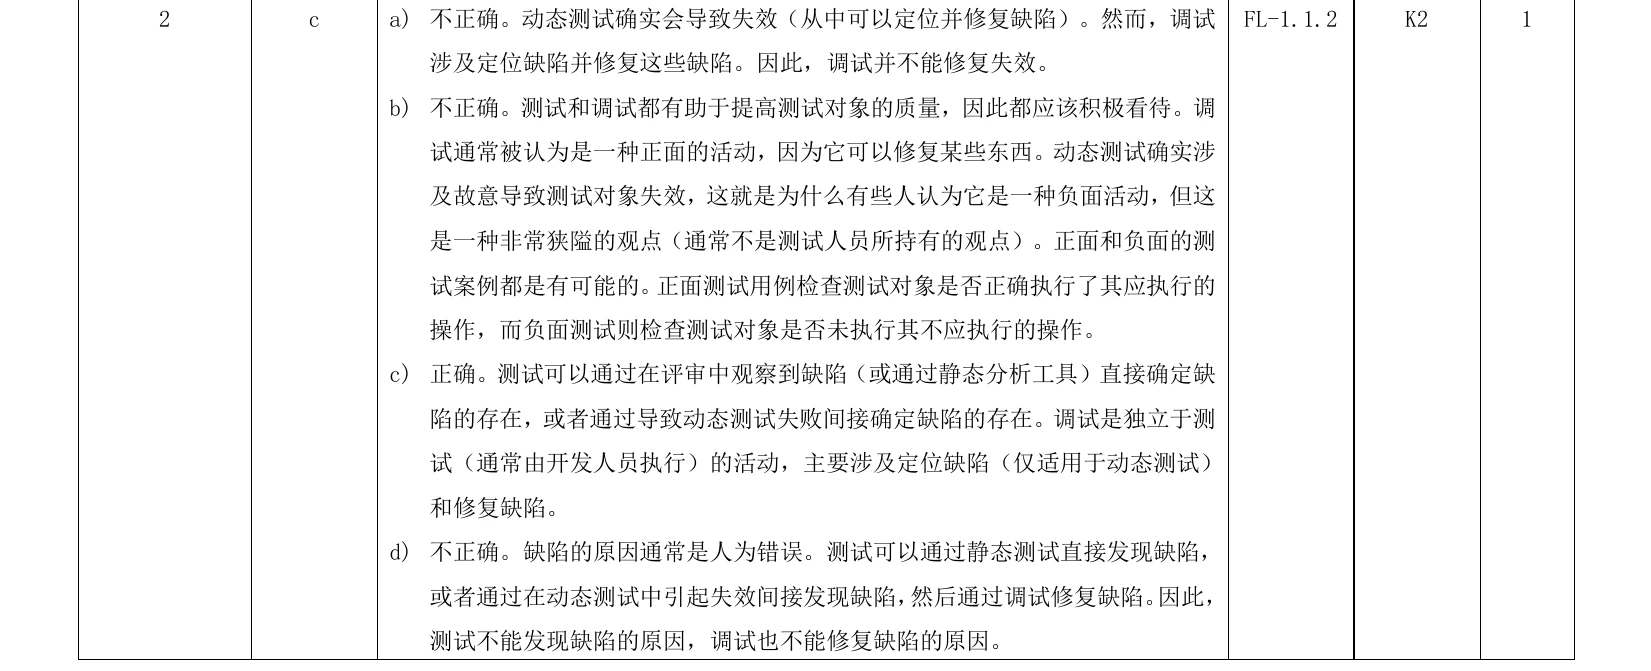 2 c a) 不正确。动态测试确实会导致失效（从中可以定位并修复缺陷）。然而，调试 FL-1.1.2 K2 1
涉及定位缺陷并修复这些缺陷。因此，调试并不能修复失效。
b) 不正确。测试和调试都有助于提高测试对象的质量，因此都应该积极看待。调
试通常被认为是一种正面的活动，因为它可以修复某些东西。动态测试确实涉
及故意导致测试对象失效，这就是为什么有些人认为它是一种负面活动，但这
是一种非常狭隘的观点（通常不是测试人员所持有的观点）。正面和负面的测
试案例都是有可能的。正面测试用例检查测试对象是否正确执行了其应执行的
操作，而负面测试则检查测试对象是否未执行其不应执行的操作。
c) 正确。测试可以通过在评审中观察到缺陷（或通过静态分析工具）直接确定缺
陷的存在，或者通过导致动态测试失败间接确定缺陷的存在。调试是独立于测
试（通常由开发人员执行）的活动，主要涉及定位缺陷（仅适用于动态测试）
和修复缺陷。
d) 不正确。缺陷的原因通常是人为错误。测试可以通过静态测试直接发现缺陷，
或者通过在动态测试中引起失效间接发现缺陷，然后通过调试修复缺陷。因此，
测试不能发现缺陷的原因，调试也不能修复缺陷的原因。